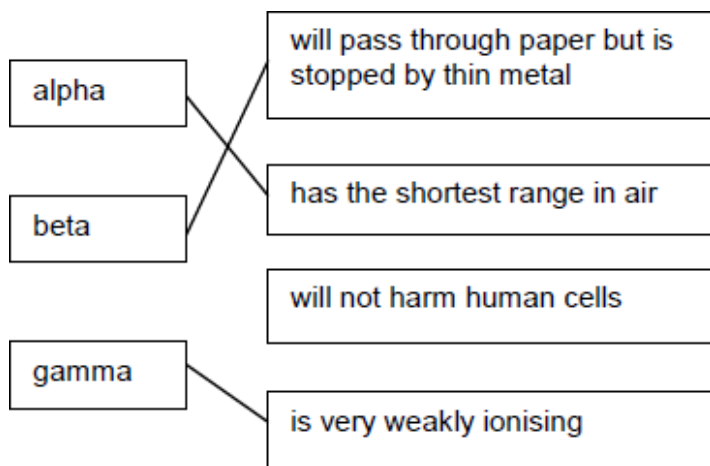 alpha
beta
gamma
will pass through paper but is
stopped by thin metal
has the shortest range in air
will not harm human cells
is very weakly ionising